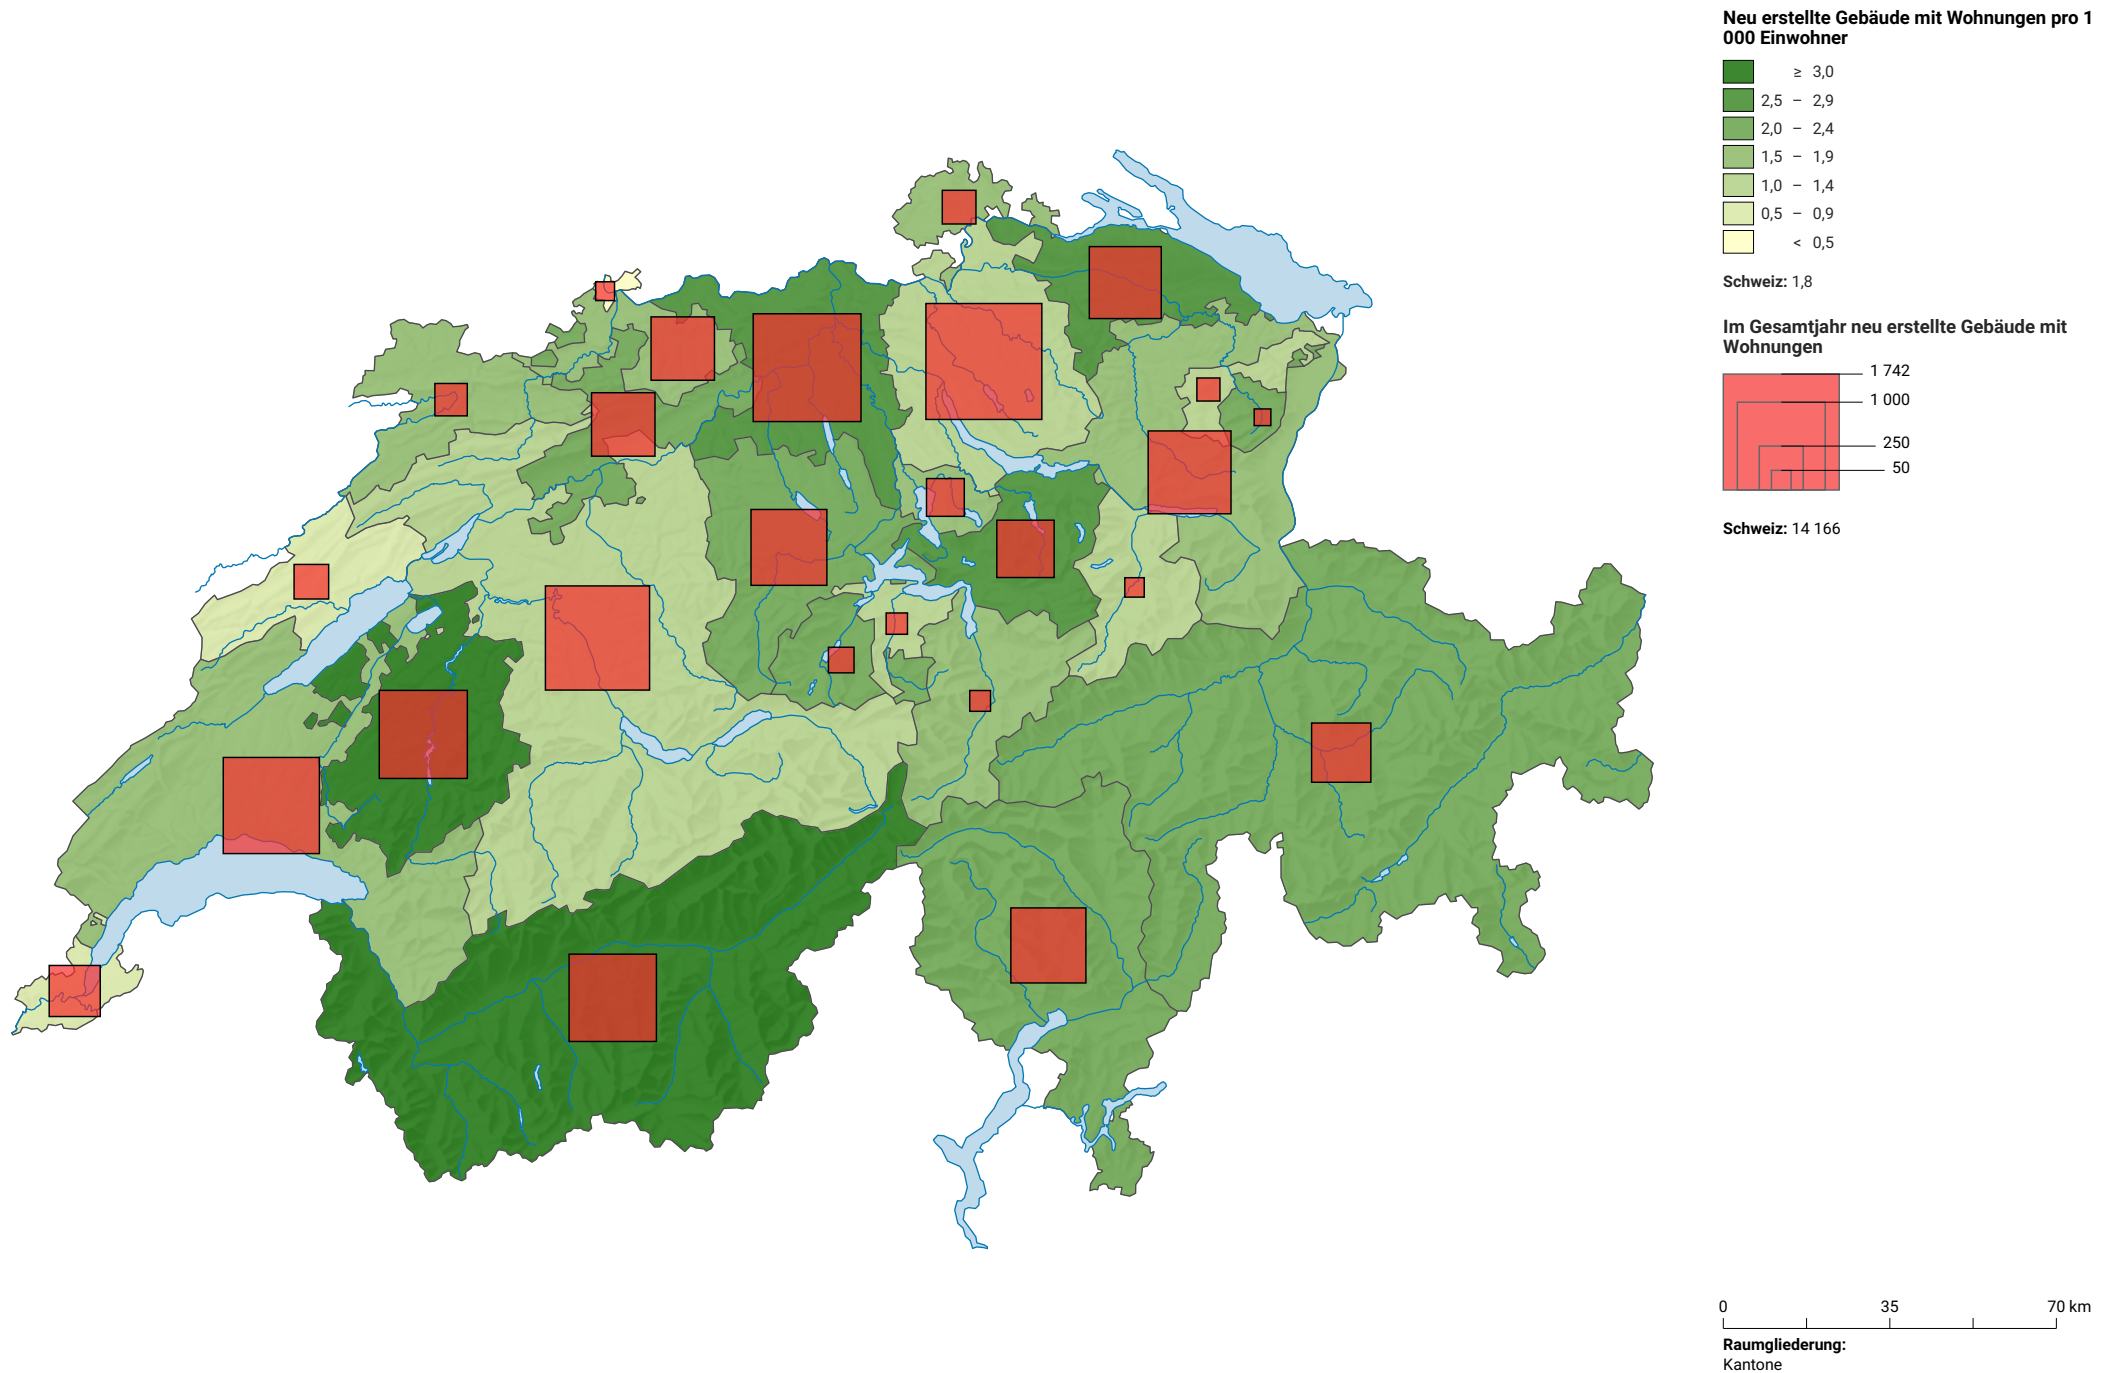 Neu erstellte Gebäude mit Wohnungen pro 1
000 Einwohner
≥ 3,0
2,5 – 2,9
2,0 – 2,4
1,5 – 1,9
1,0 – 1,4
0,5 – 0,9
< 0,5
Schweiz: 1,8
Im Gesamtjahr neu erstellte Gebäude mit
Wohnungen
1 742
1 000
250
50
Schweiz: 14 166
0 35 70 km
Raumgliederung:
Kantone